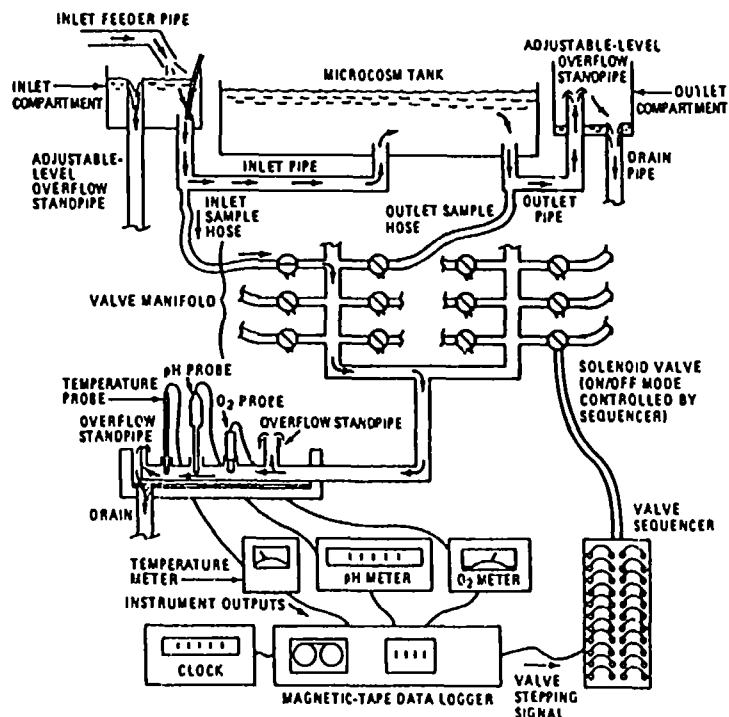 INLET FEEDER PIPE
INLET
COMPARTMENT
MICROCOSM TANK
ADJUSTABLE-LEVEL
OVERFLOW
STANDPIPE
OUTLET
COMPARTMENT
ADJUSTABLE-
LEVEL
OVERFLOW
STANDPIPE
INLET PIPE
INLET
SAMPLE
HOSE
OUTLET SAMPLE
HOSE
OUTLET
PIPE
DRAIN
PIPE
VALVE MANIFOLD
SOLENOID VALVE
(ON/OFF MODE
CONTROLLED BY
SEQUENCER)
pH PROBE
TEMPERATURE
PROBE
O2 PROBE
OVERFLOW
STANDPIPE
OVERFLOW STANDPIPE
DRAIN
VALVE
SEQUENCER
TEMPERATURE
METER
pH METER
O2 METER
INSTRUMENT OUTPUTS
CLOCK
MAGNETIC-TAPE DATA LOGGER
VALVE
STEPPING
SIGNAL